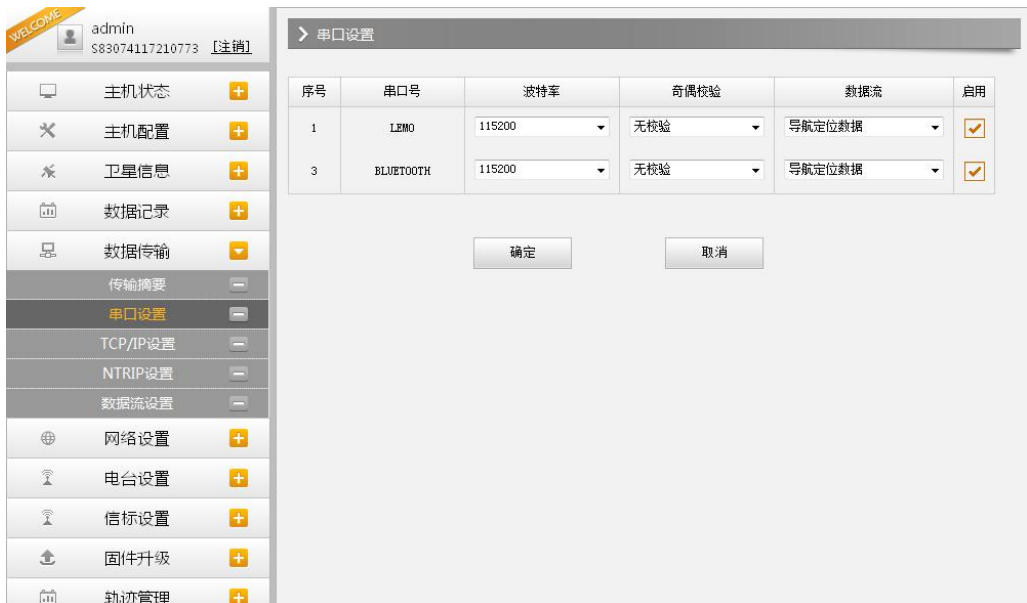 WELCOME
admin
S83074117210773 [注销]
主机状态
主机配置
卫星信息
数据记录
数据传输
传输摘要
串口设置
TCP/IP设置
NTRIP设置
数据流设置
网络设置
电台设置
信标设置
固件升级
轨迹管理
串口设置
序号 串口号 波特率 奇偶校验 数据流 启用
1 LEMO 115200 无校验 导航定位数据
3 BLUETOOTH 115200 无校验 导航定位数据
确定 取消